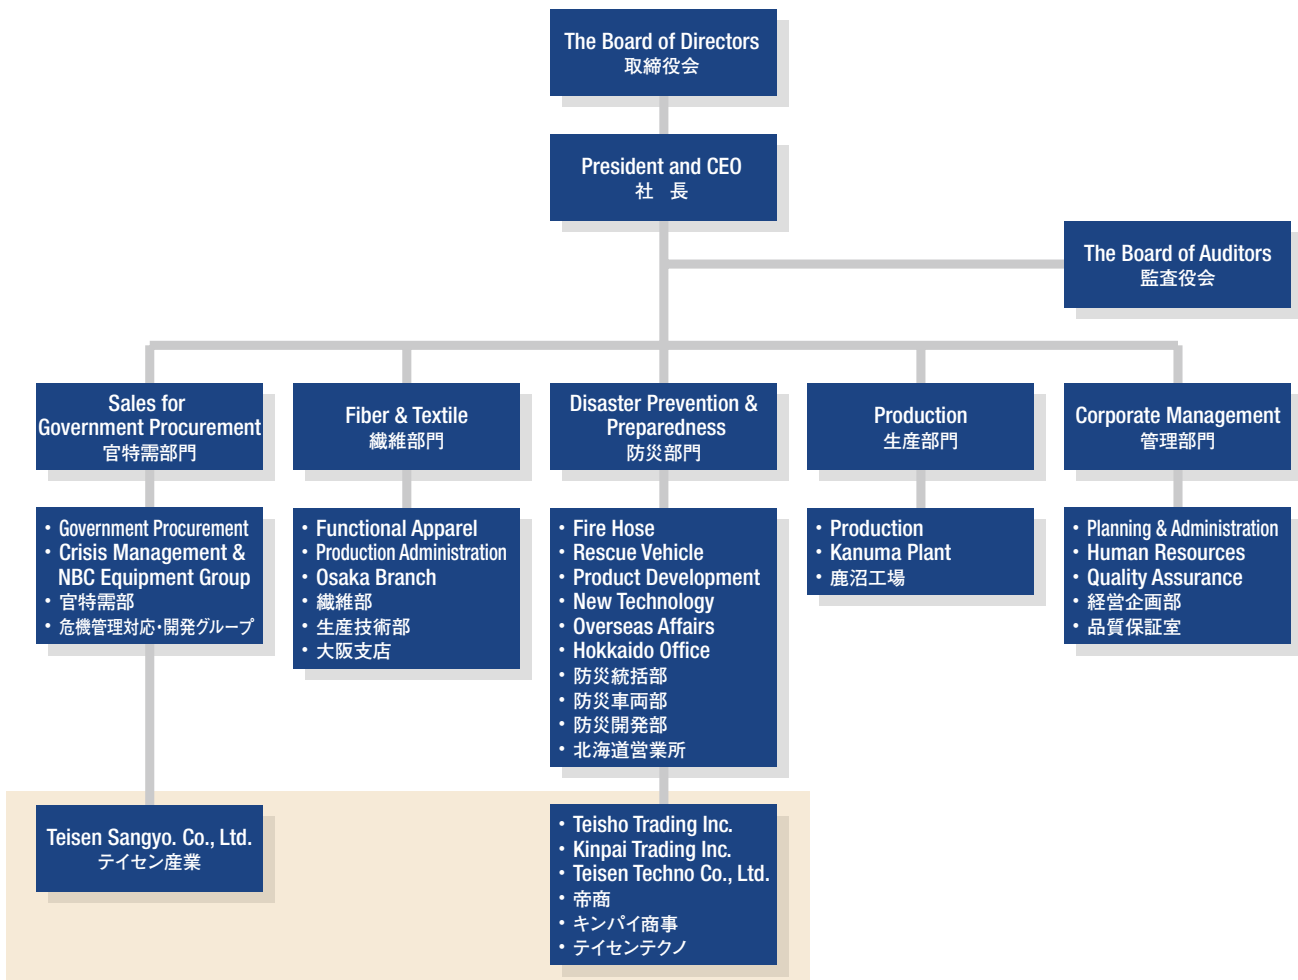 The Board of Directors
取締役会
President and CEO
社 長
The Board of Auditors
監査役会
Sales for
Government Procurement
官特需部門
Fiber & Textile
繊維部門
Disaster Prevention &
Preparedness
防災部門
Production
生産部門
Corporate Management
管理部門
・Government Procurement
・Crisis Management &
NBC Equipment Group
・官特需部
・危機管理対応・開発グループ
・Functional Apparel
・Production Administration
・Osaka Branch
・繊維部
・生産技術部
・大阪支店
・Fire Hose
・Rescue Vehicle
・Product Development
・New Technology
・Overseas Affairs
・Hokkaido Office
・防災統括部
・防災車両部
・防災開発部
・北海道営業所
・Production
・Kanuma Plant
・鹿沼工場
・Planning & Administration
・Human Resources
・Quality Assurance
・経営企画部
・品質保証室
Teisen Sangyo. Co., Ltd.
テイセン産業
・Teisho Trading Inc.
・Kinpai Trading Inc.
・Teisen Techno Co., Ltd.
・帝商
・キンパイ商事
・テイセンテクノ